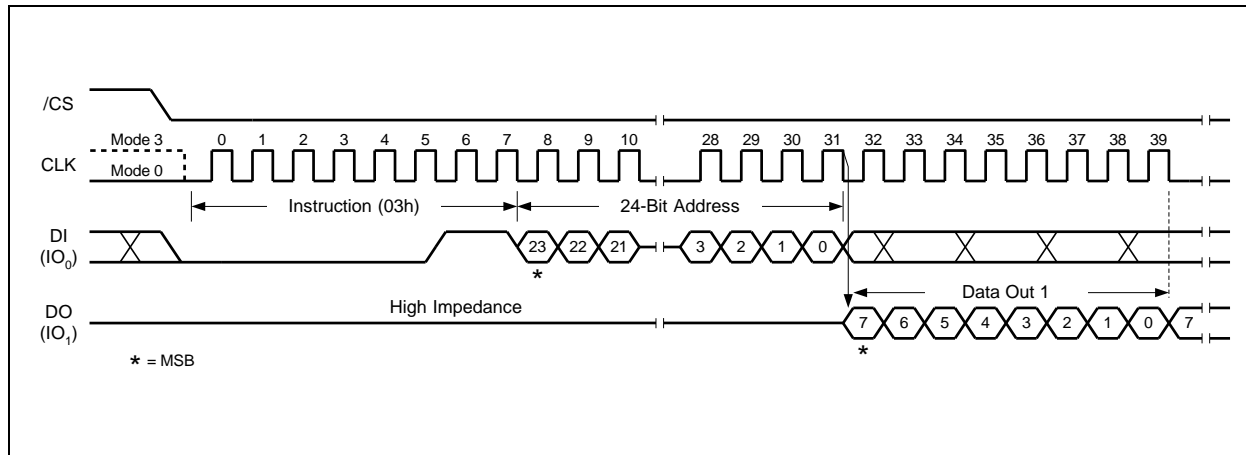 /CS
Mode 3
0 1 2 3 4 5 6 7 8 9 10 28 29 30 31 32 33 34 35 36 37 38 39
CLK
Mode 0
Instruction (03h) 24-Bit Address
DI
(IO0)
23 22 21 3 2 1 0
*
High Impedance
Data Out 1
DO
(IO1)
7 6 5 4 3 2 1 0 7
*
* = MSB